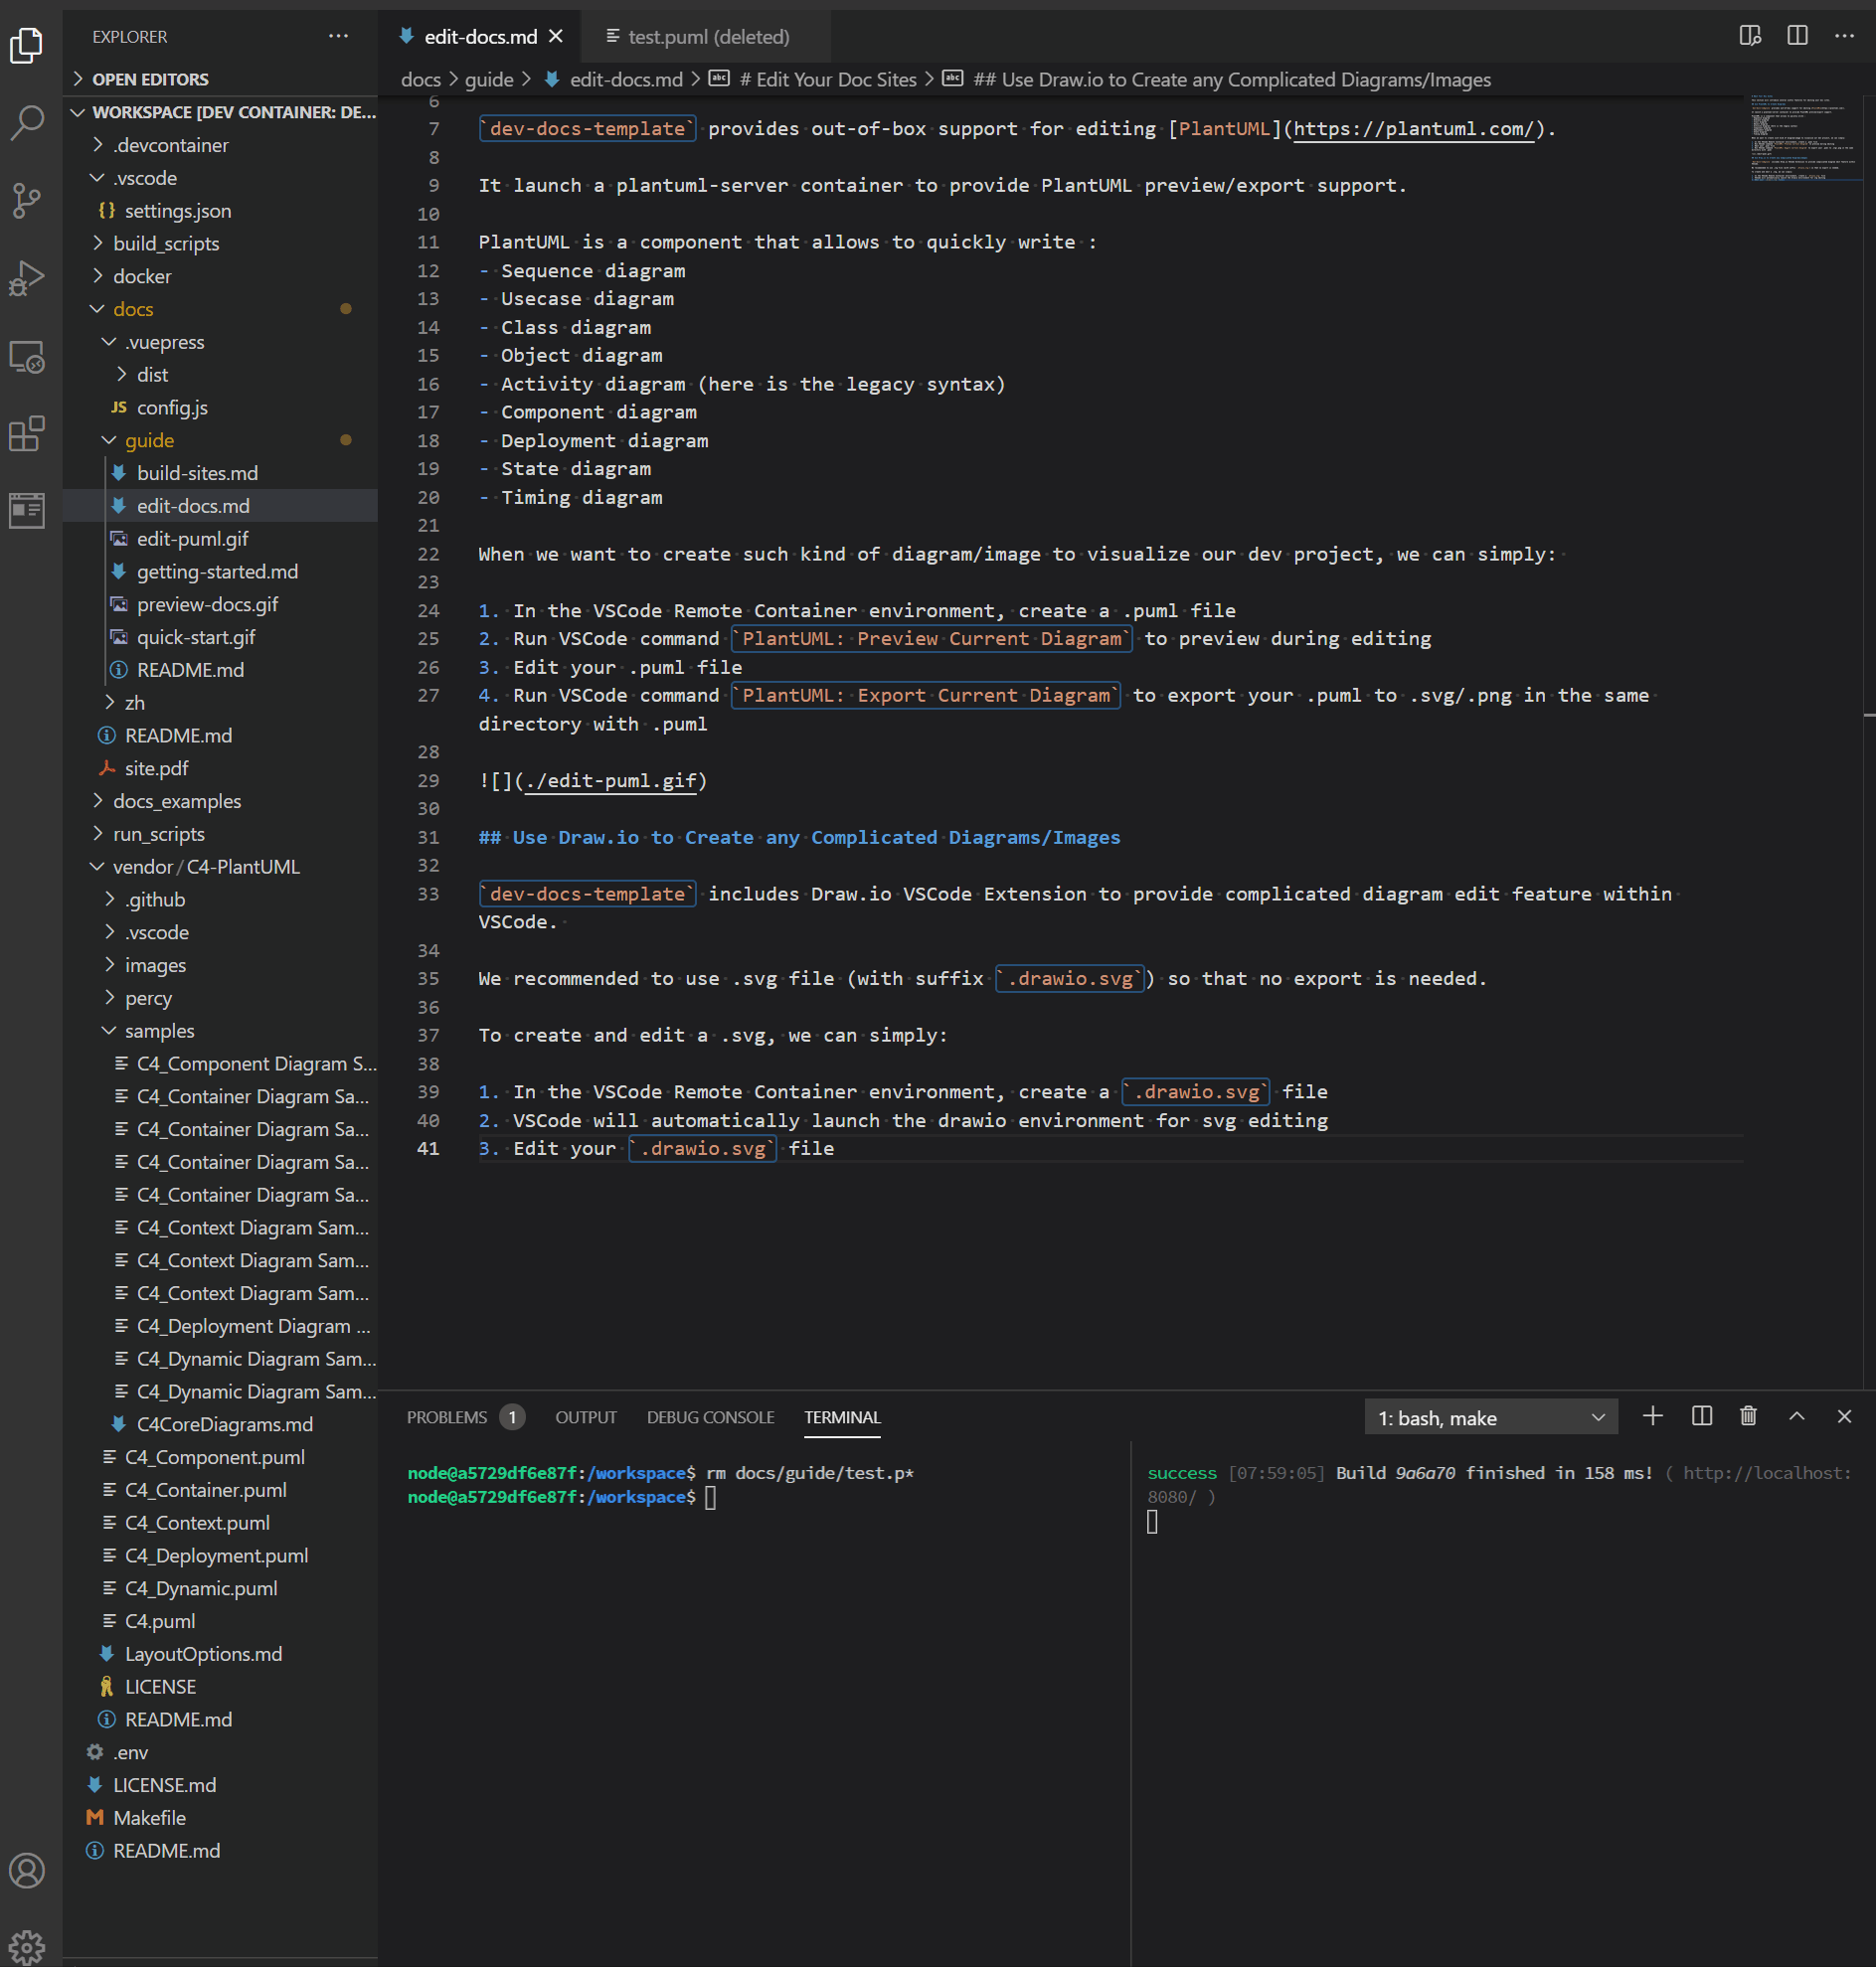 EXPLORER
OPEN EDITORS
WORKSPACE [DEV CONTAINER: DE...
.devcontainer
.vscode
{} settings.json
build_scripts
docker
docs
.vuepress
dist
JS config.js
guide
build-sites.md
edit-docs.md
edit-puml.gif
getting-started.md
preview-docs.gif
quick-start.gif
README.md
zh
README.md
site.pdf
docs_examples
run_scripts
vendor / C4-PlantUML
.github
.vscode
images
percy
samples
C4_Component Diagram S...
C4_Container Diagram Sa...
C4_Container Diagram Sa...
C4_Container Diagram Sa...
C4_Container Diagram Sa...
C4_Context Diagram Sam...
C4_Context Diagram Sam...
C4_Context Diagram Sam...
C4_Deployment Diagram ...
C4_Dynamic Diagram Sam...
C4_Dynamic Diagram Sam...
C4CoreDiagrams.md
C4_Component.puml
C4_Container.puml
C4_Context.puml
C4_Deployment.puml
C4_Dynamic.puml
C4.puml
LayoutOptions.md
LICENSE
README.md
.env
LICENSE.md
M Makefile
README.md
edit-docs.md
test.puml (deleted)
docs > guide > edit-docs.md > abc # Edit Your Doc Sites > abc ## Use Draw.io to Create any Complicated Diagrams/Images
6
7 `dev-docs-template` provides out-of-box support for editing [PlantUML](https://plantuml.com/).
8
9 It launch a plantuml-server container to provide PlantUML preview/export support.
10
11 PlantUML is a component that allows to quickly write :
12 - Sequence diagram
13 - Usecase diagram
14 - Class diagram
15 - Object diagram
16 - Activity diagram (here is the legacy syntax)
17 - Component diagram
18 - Deployment diagram
19 - State diagram
20 - Timing diagram
21
22 When we want to create such kind of diagram/image to visualize our dev project, we can simply:
23
24 1. In the VSCode Remote Container environment, create a .puml file
25 2. Run VSCode command `PlantUML: Preview Current Diagram` to preview during editing
26 3. Edit your .puml file
27 4. Run VSCode command `PlantUML: Export Current Diagram` to export your .puml to .svg/.png in the same
directory with .puml
28
29 ![](./edit-puml.gif)
30
31 ## Use Draw.io to Create any Complicated Diagrams/Images
32
33 `dev-docs-template` includes Draw.io VSCode Extension to provide complicated diagram edit feature within
VSCode.
34
35 We recommended to use .svg file (with suffix `.drawio.svg`) so that no export is needed.
36
37 To create and edit a .svg, we can simply:
38
39 1. In the VSCode Remote Container environment, create a `.drawio.svg` file
40 2. VSCode will automatically launch the drawio environment for svg editing
41 3. Edit your `.drawio.svg` file
PROBLEMS 1 OUTPUT DEBUG CONSOLE TERMINAL
1: bash, make
node@a5729df6e87f:/workspace$ rm docs/guide/test.p*
node@a5729df6e87f:/workspace$
success [07:59:05] Build 9a6a70 finished in 158 ms! ( http://localhost:
8080/ )